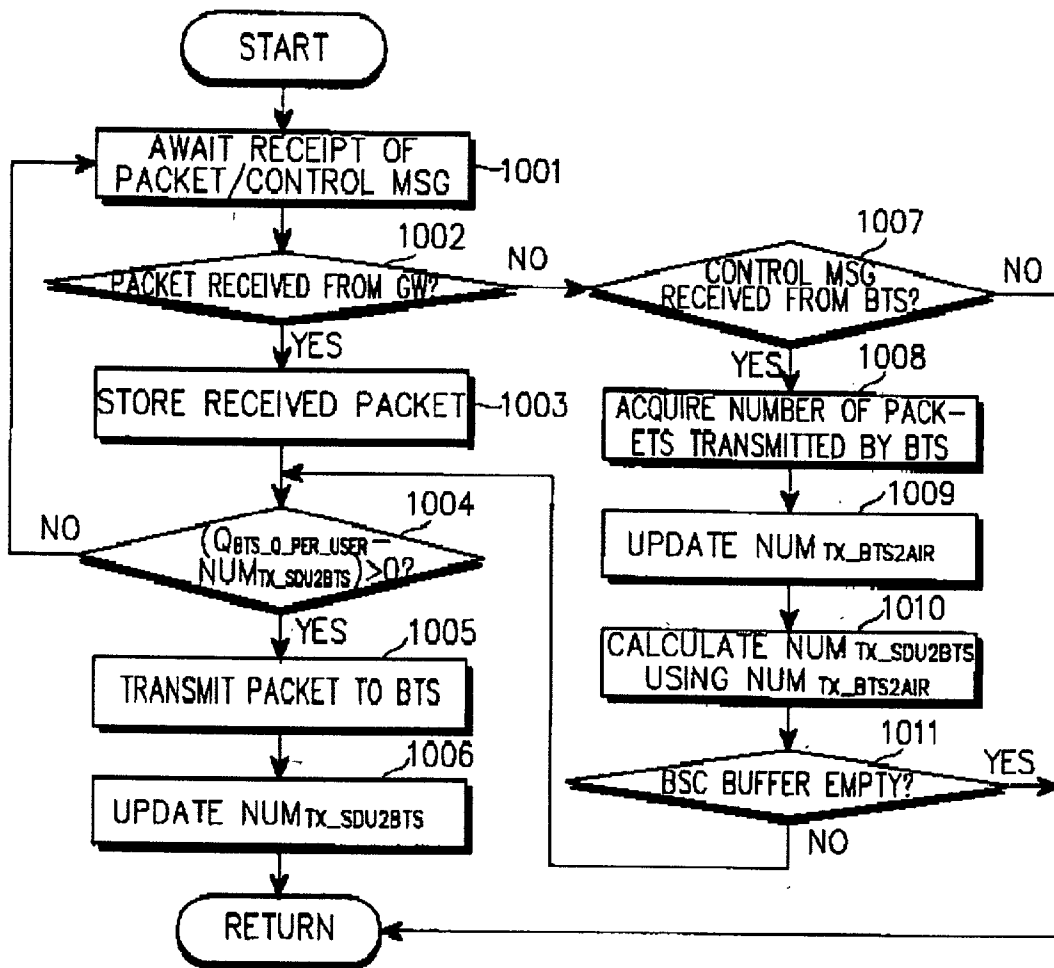 START
AWAIT RECEIPT OF
PACKET/CONTROL MSG
1001
1002
PACKET RECEIVED FROM GW?
NO
YES
STORE RECEIVED PACKET
1003
1004
NO
(QBTS_Q_PER_USER-
NUMTX_SDU2BTS)>0?
YES
1005
TRANSMIT PACKET TO BTS
1006
UPDATE NUMTX_SDU2BTS
RETURN
1007
CONTROL MSG
RECEIVED FROM BTS?
NO
YES
1008
ACQUIRE NUMBER OF PACK-
ETS TRANSMITTED BY BTS
1009
UPDATE NUM TX_BTS2AIR
1010
CALCULATE NUM TX_SDU2BTS
USING NUM TX_BTS2AIR
1011
BSC BUFFER EMPTY?
YES
NO